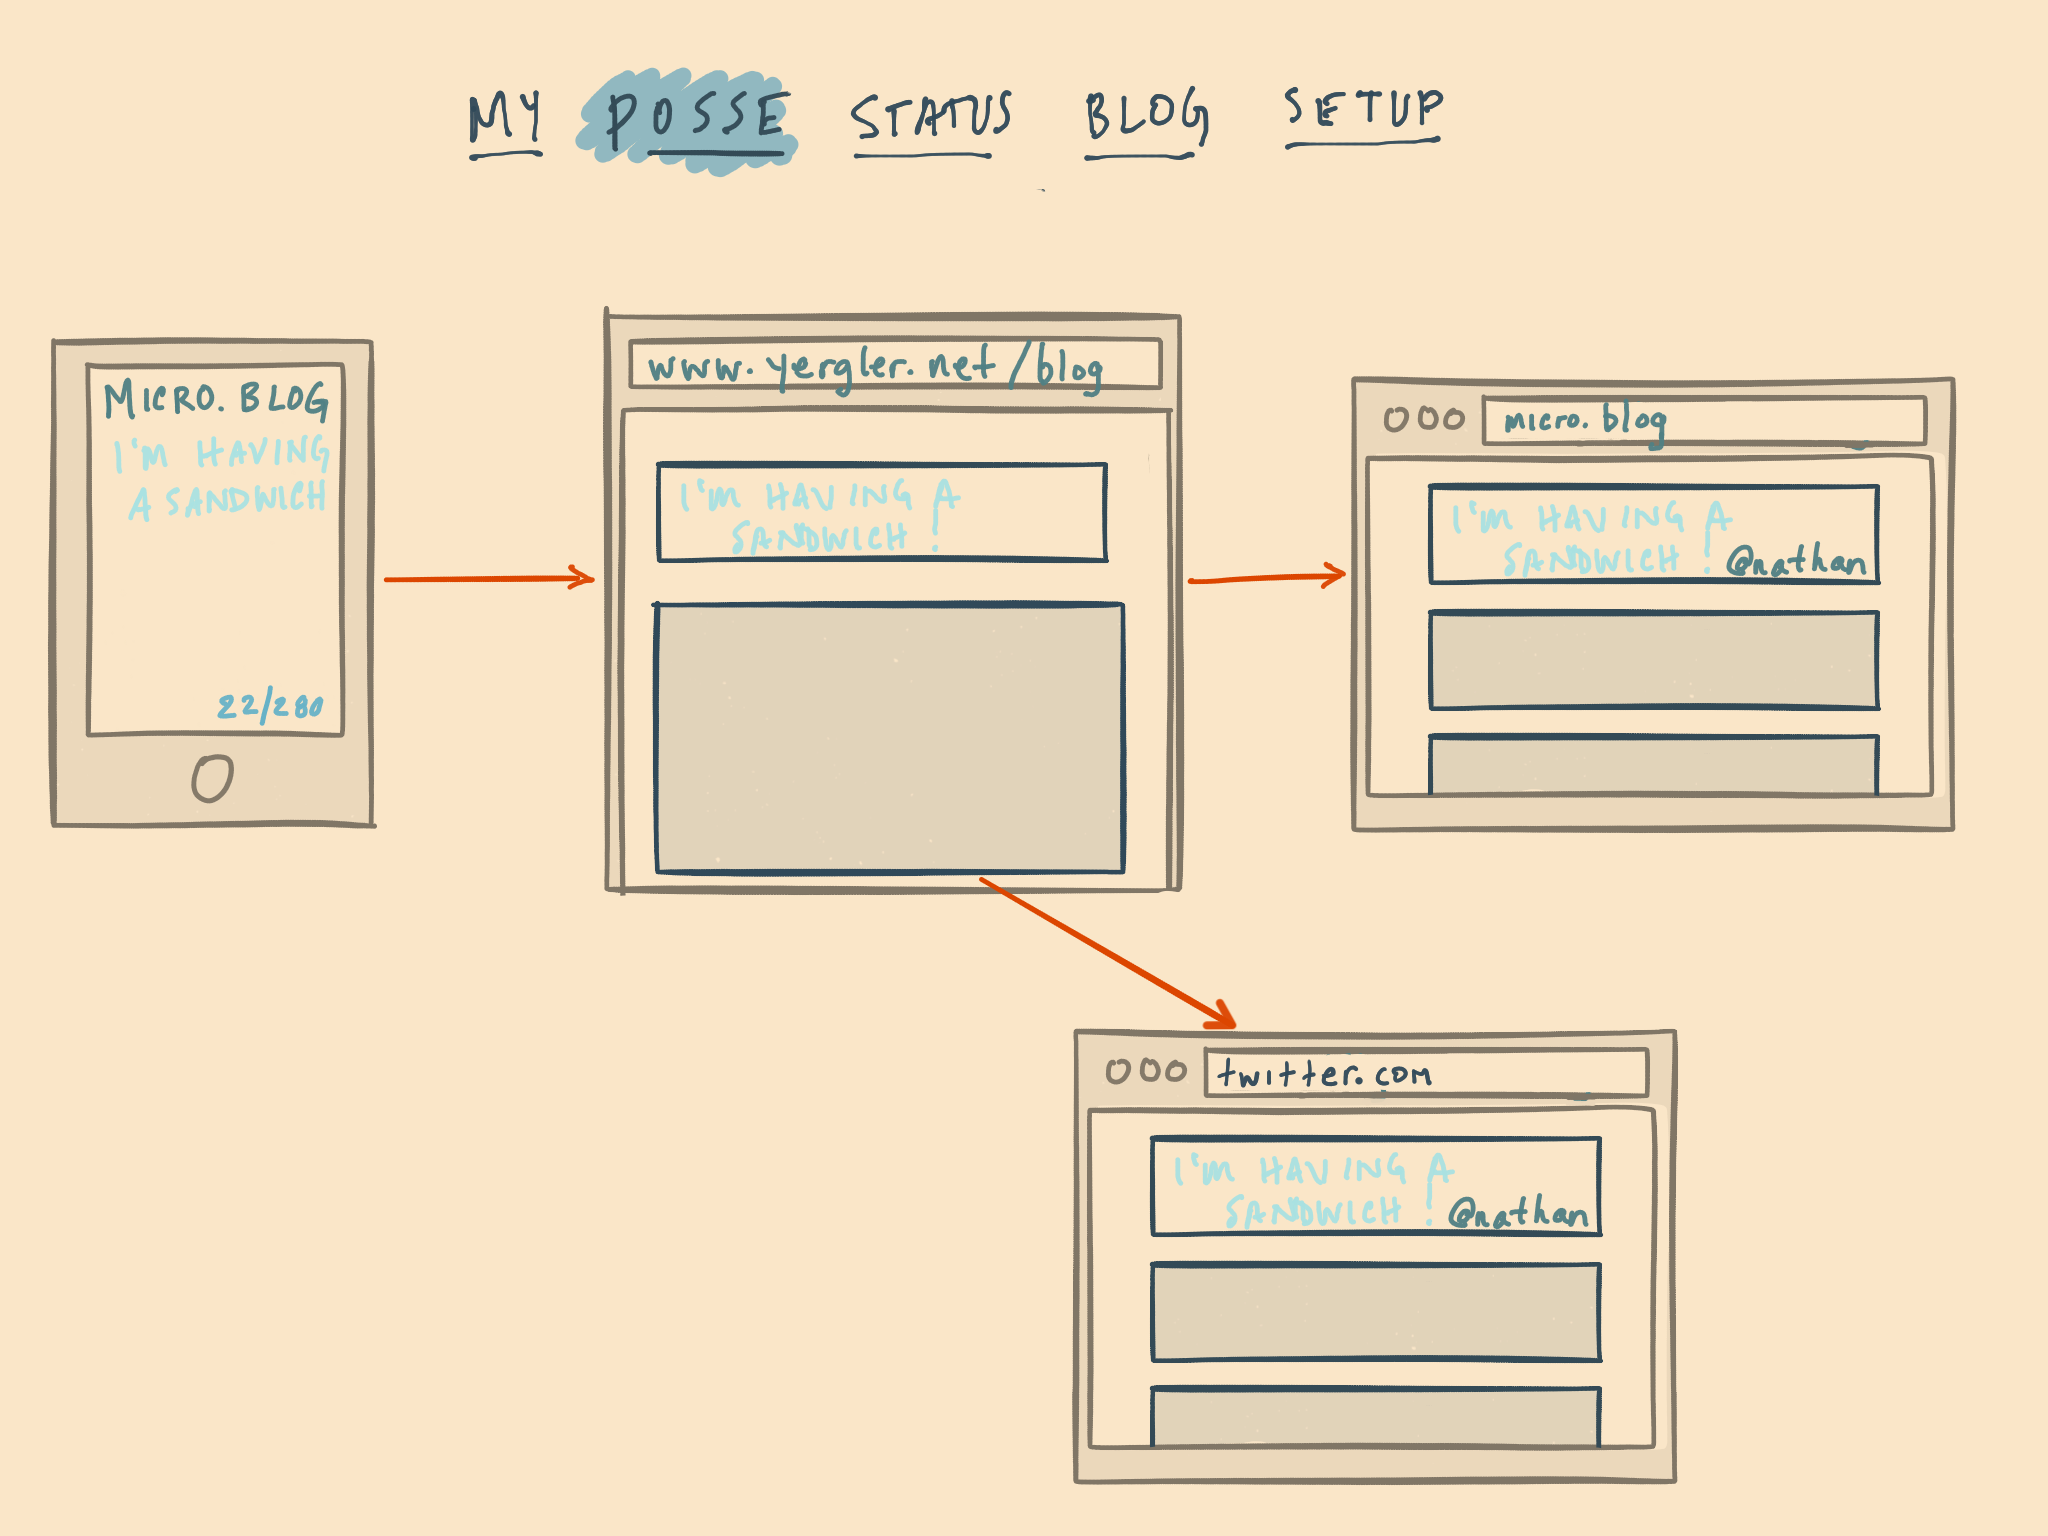 MY POSSE STATUS BLOG SETUP
MICRO.BLOG
I'M HAVING
A SANDWICH
22/280
www.yergler.net/blog
I'M HAVING A
SANDWICH!
micro.blog
I'M HAVING A
SANDWICH! @nathan
twitter.com
I'M HAVING A
SANDWICH! @nathan